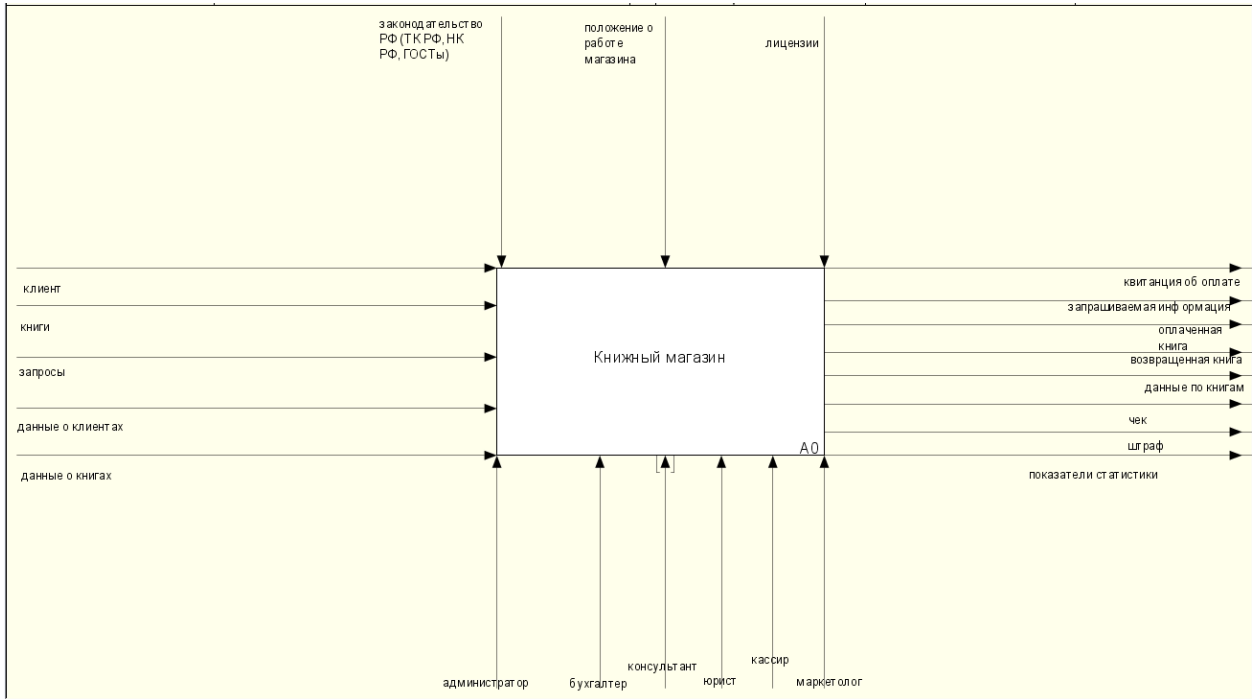 законодательство
РФ (ТК РФ, НК
РФ, ГОСТы)
положение о
работе
магазина
лицензии
клиент
книги
запросы
данные о клиентах
данные о книгах
Книжный магазин
A0
квитанция об оплате
запрашиваемая информация
оплаченная
книга
возвращенная книга
данные по книгам
чек
штраф
показатели статистики
администратор
бухгалтер
консультант
юрист
кассир
маркетолог